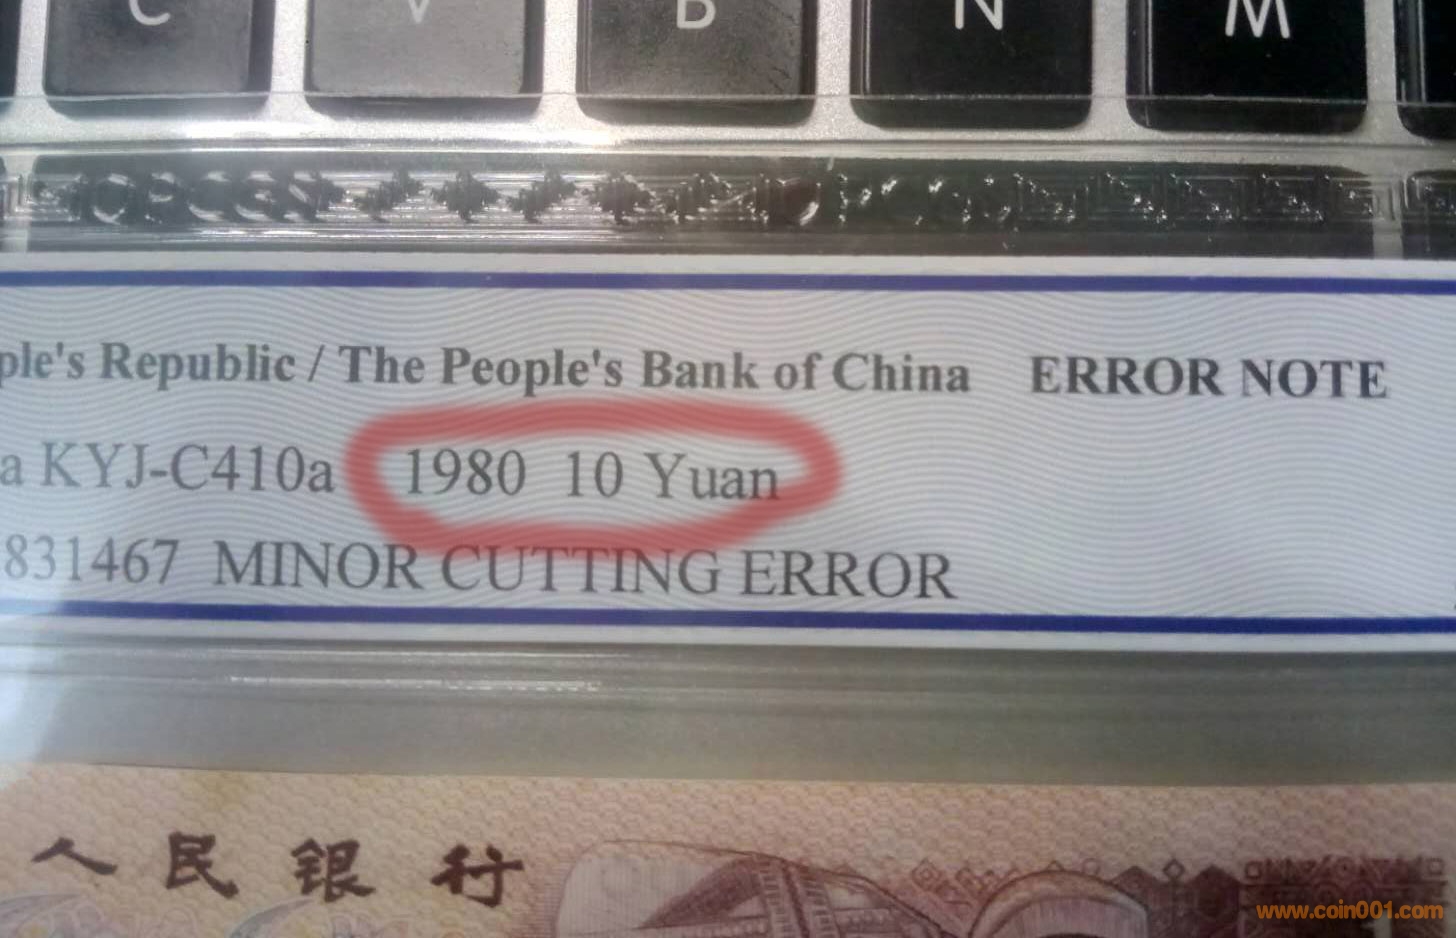 C V B N M
ple's Republic / The People's Bank of China ERROR NOTE
a KYJ-C410a 1980 10 Yuan
831467 MINOR CUTTING ERROR
人民银行
www.coin001.com